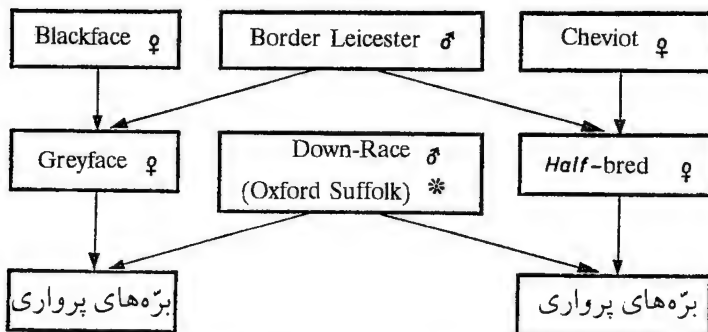 Blackface ♀
Border Leicester ♂
Cheviot ♀
Greyface ♀
Down-Race ♂
(Oxford Suffolk) *
Half-bred ♀
برّه‌های پرواری
برّه‌های پرواری